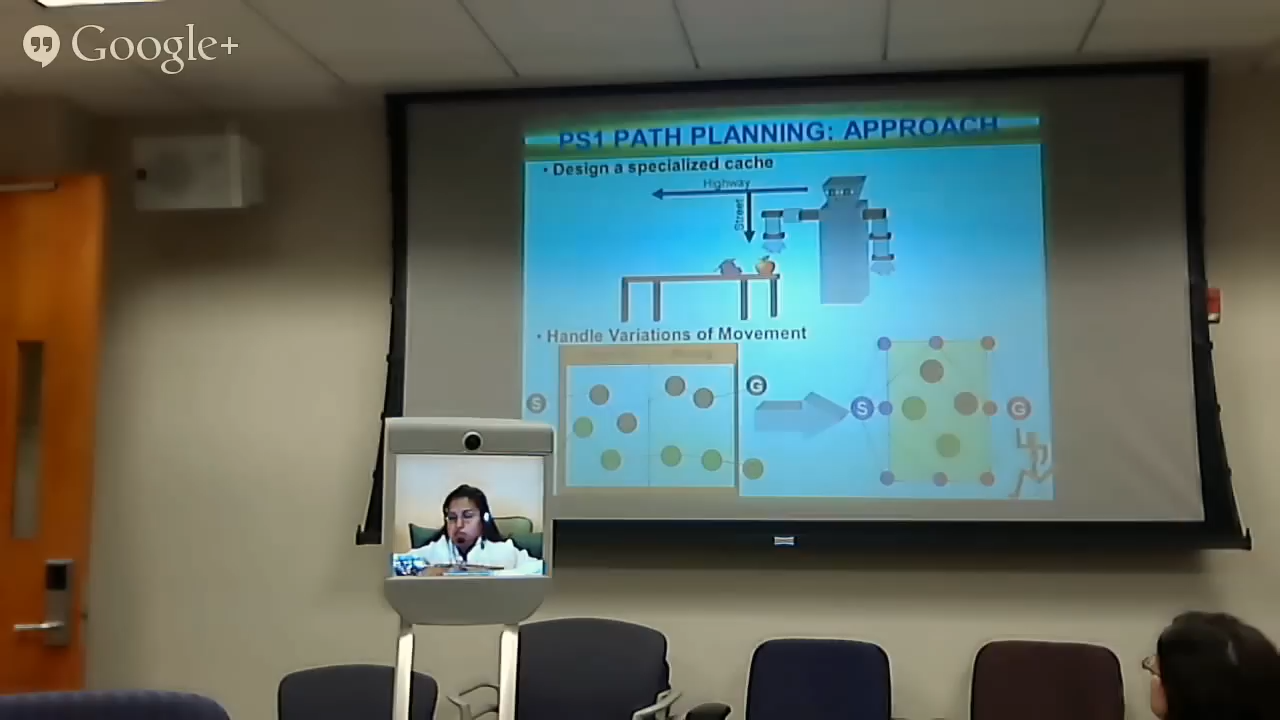 Google+
PS1 PATH PLANNING: APPROACH
• Design a specialized cache
Highway
Street
• Handle Variations of Movement
S
G
S
G